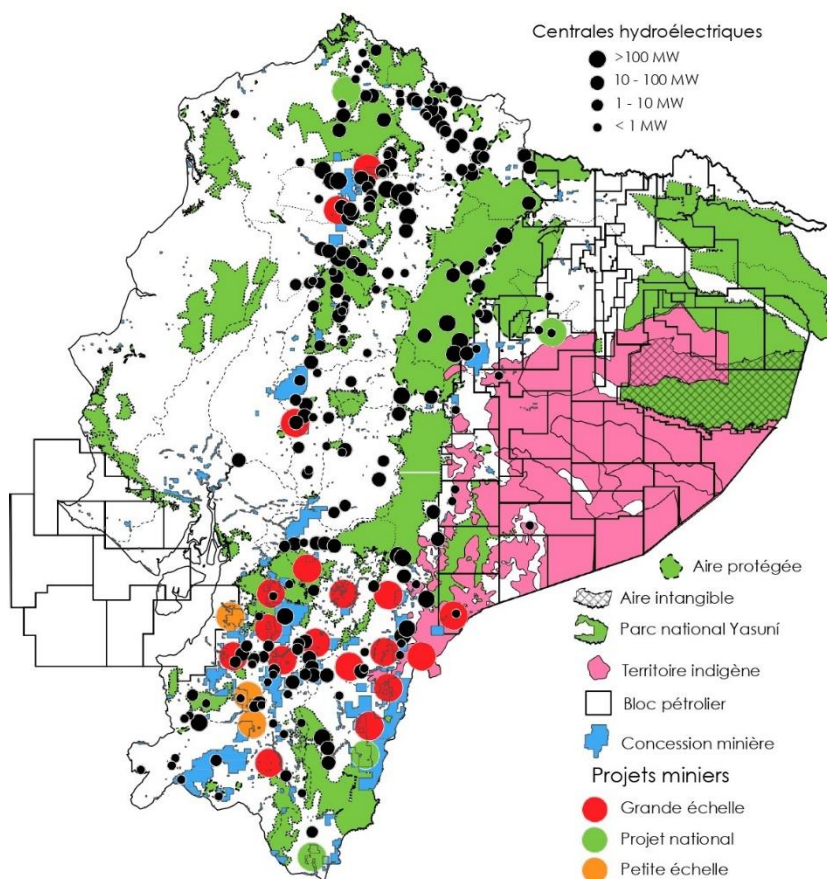 Centrales hydroélectriques
>100 MW
10 - 100 MW
1 - 10 MW
< 1 MW
Aire protégée
Aire intangible
Parc national Yasuní
Territoire indigène
Bloc pétrolier
Concession minière
Projets miniers
Grande échelle
Projet national
Petite échelle